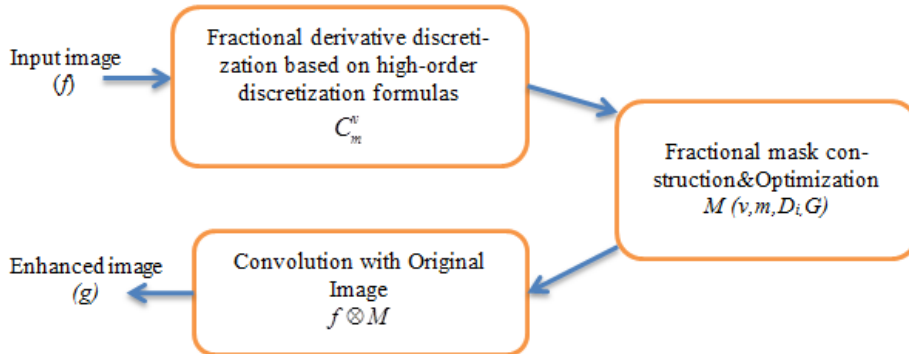 Input image
(f)
Fractional derivative discreti-
zation based on high-order
discretization formulas
C_m^v
Fractional mask con-
struction&Optimization
M (v,m,D_i,G)
Convolution with Original
Image
f ⊗ M
Enhanced image
(g)